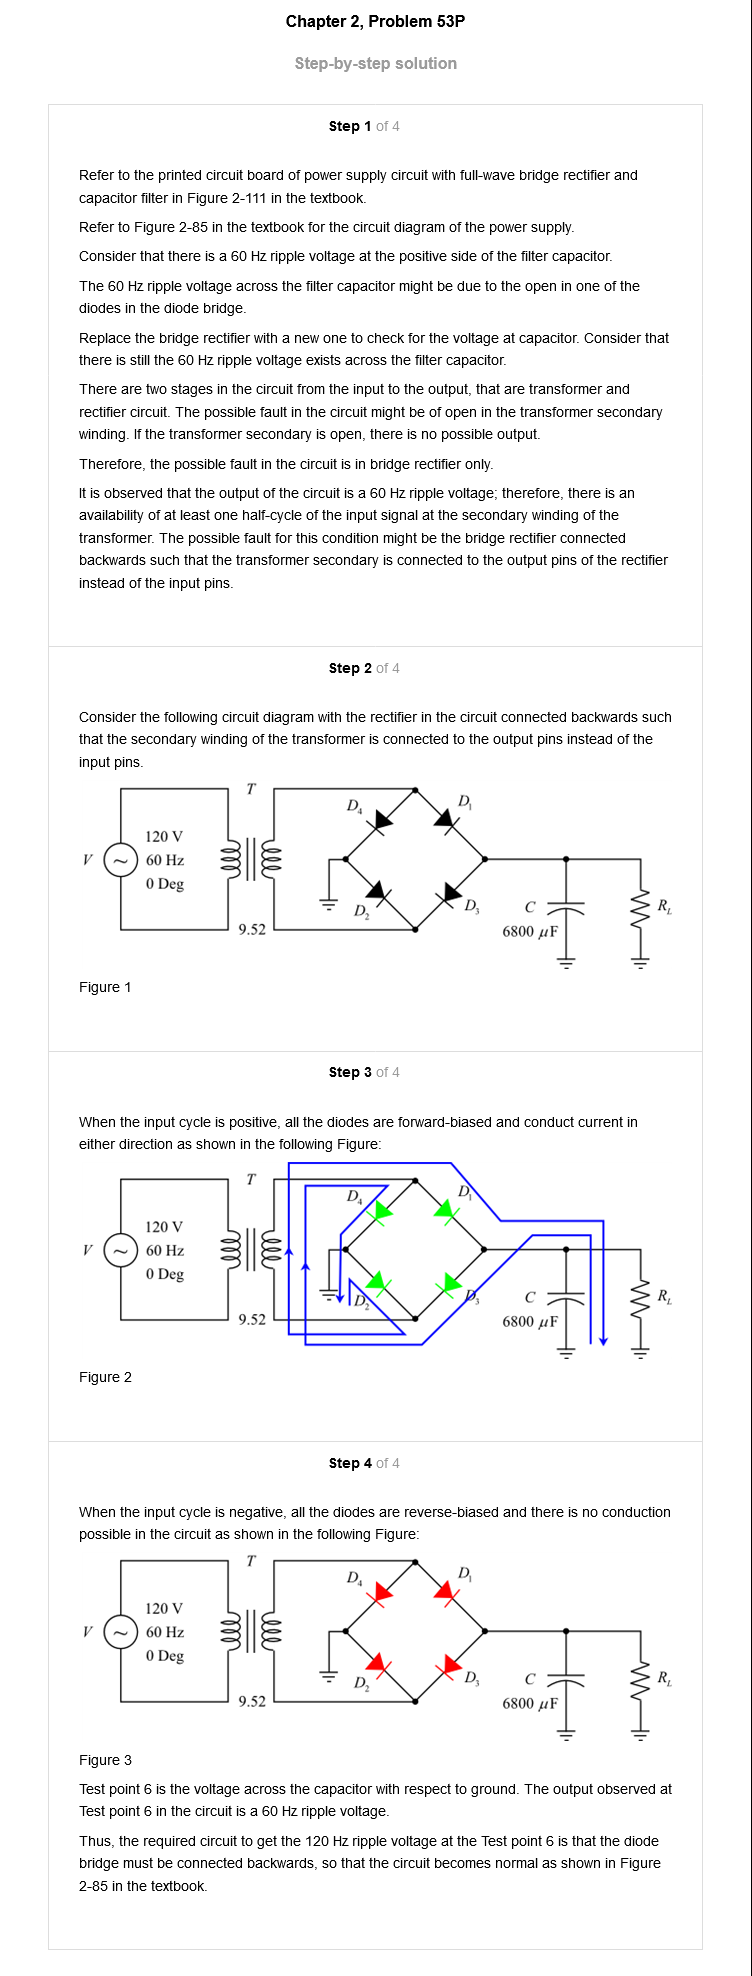 Chapter 2, Problem 53P
Step-by-step solution
Step 1 of 4
Refer to the printed circuit board of power supply circuit with full-wave bridge rectifier and
capacitor filter in Figure 2-111 in the textbook.
Refer to Figure 2-85 in the textbook for the circuit diagram of the power supply.
Consider that there is a 60 Hz ripple voltage at the positive side of the filter capacitor.
The 60 Hz ripple voltage across the filter capacitor might be due to the open in one of the
diodes in the diode bridge.
Replace the bridge rectifier with a new one to check for the voltage at capacitor. Consider that
there is still the 60 Hz ripple voltage exists across the filter capacitor.
There are two stages in the circuit from the input to the output, that are transformer and
rectifier circuit. The possible fault in the circuit might be of open in the transformer secondary
winding. If the transformer secondary is open, there is no possible output.
Therefore, the possible fault in the circuit is in bridge rectifier only.
It is observed that the output of the circuit is a 60 Hz ripple voltage; therefore, there is an
availability of at least one half-cycle of the input signal at the secondary winding of the
transformer. The possible fault for this condition might be the bridge rectifier connected
backwards such that the transformer secondary is connected to the output pins of the rectifier
instead of the input pins.
Step 2 of 4
Consider the following circuit diagram with the rectifier in the circuit connected backwards such
that the secondary winding of the transformer is connected to the output pins instead of the
input pins.
T
D4 D1
120 V
V ~ 60 Hz
0 Deg
D2 D3 C RL
9.52 6800 μF
Figure 1
Step 3 of 4
When the input cycle is positive, all the diodes are forward-biased and conduct current in
either direction as shown in the following Figure:
T
D4 D1
120 V
V ~ 60 Hz
0 Deg
D2 D3 C RL
9.52 6800 μF
Figure 2
Step 4 of 4
When the input cycle is negative, all the diodes are reverse-biased and there is no conduction
possible in the circuit as shown in the following Figure:
T
D4 D1
120 V
V ~ 60 Hz
0 Deg
D2 D3 C RL
9.52 6800 μF
Figure 3
Test point 6 is the voltage across the capacitor with respect to ground. The output observed at
Test point 6 in the circuit is a 60 Hz ripple voltage.
Thus, the required circuit to get the 120 Hz ripple voltage at the Test point 6 is that the diode
bridge must be connected backwards, so that the circuit becomes normal as shown in Figure
2-85 in the textbook.